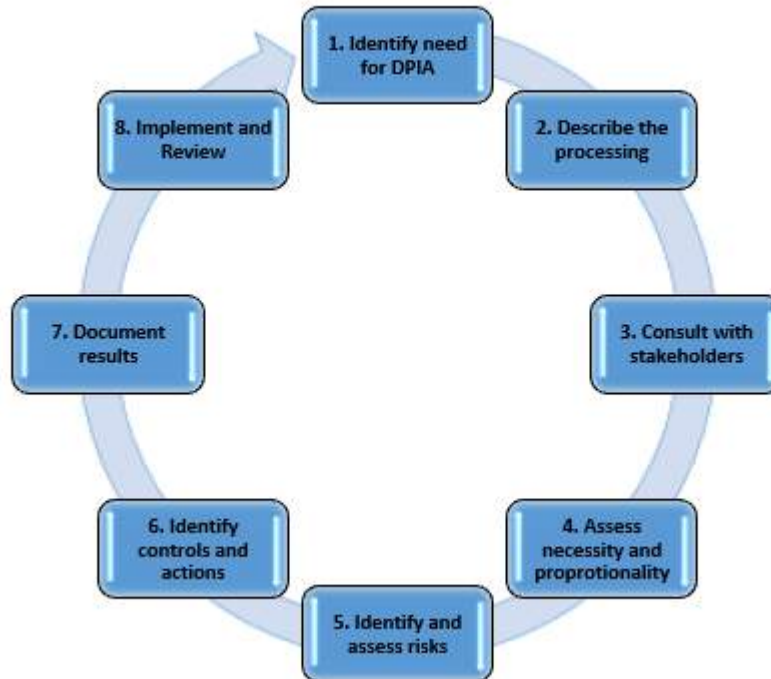 1. Identify need
for DPIA
2. Describe the
processing
3. Consult with
stakeholders
4. Assess
necessity and
proprotionality
5. Identify and
assess risks
6. Identify
controls and
actions
7. Document
results
8. Implement and
Review